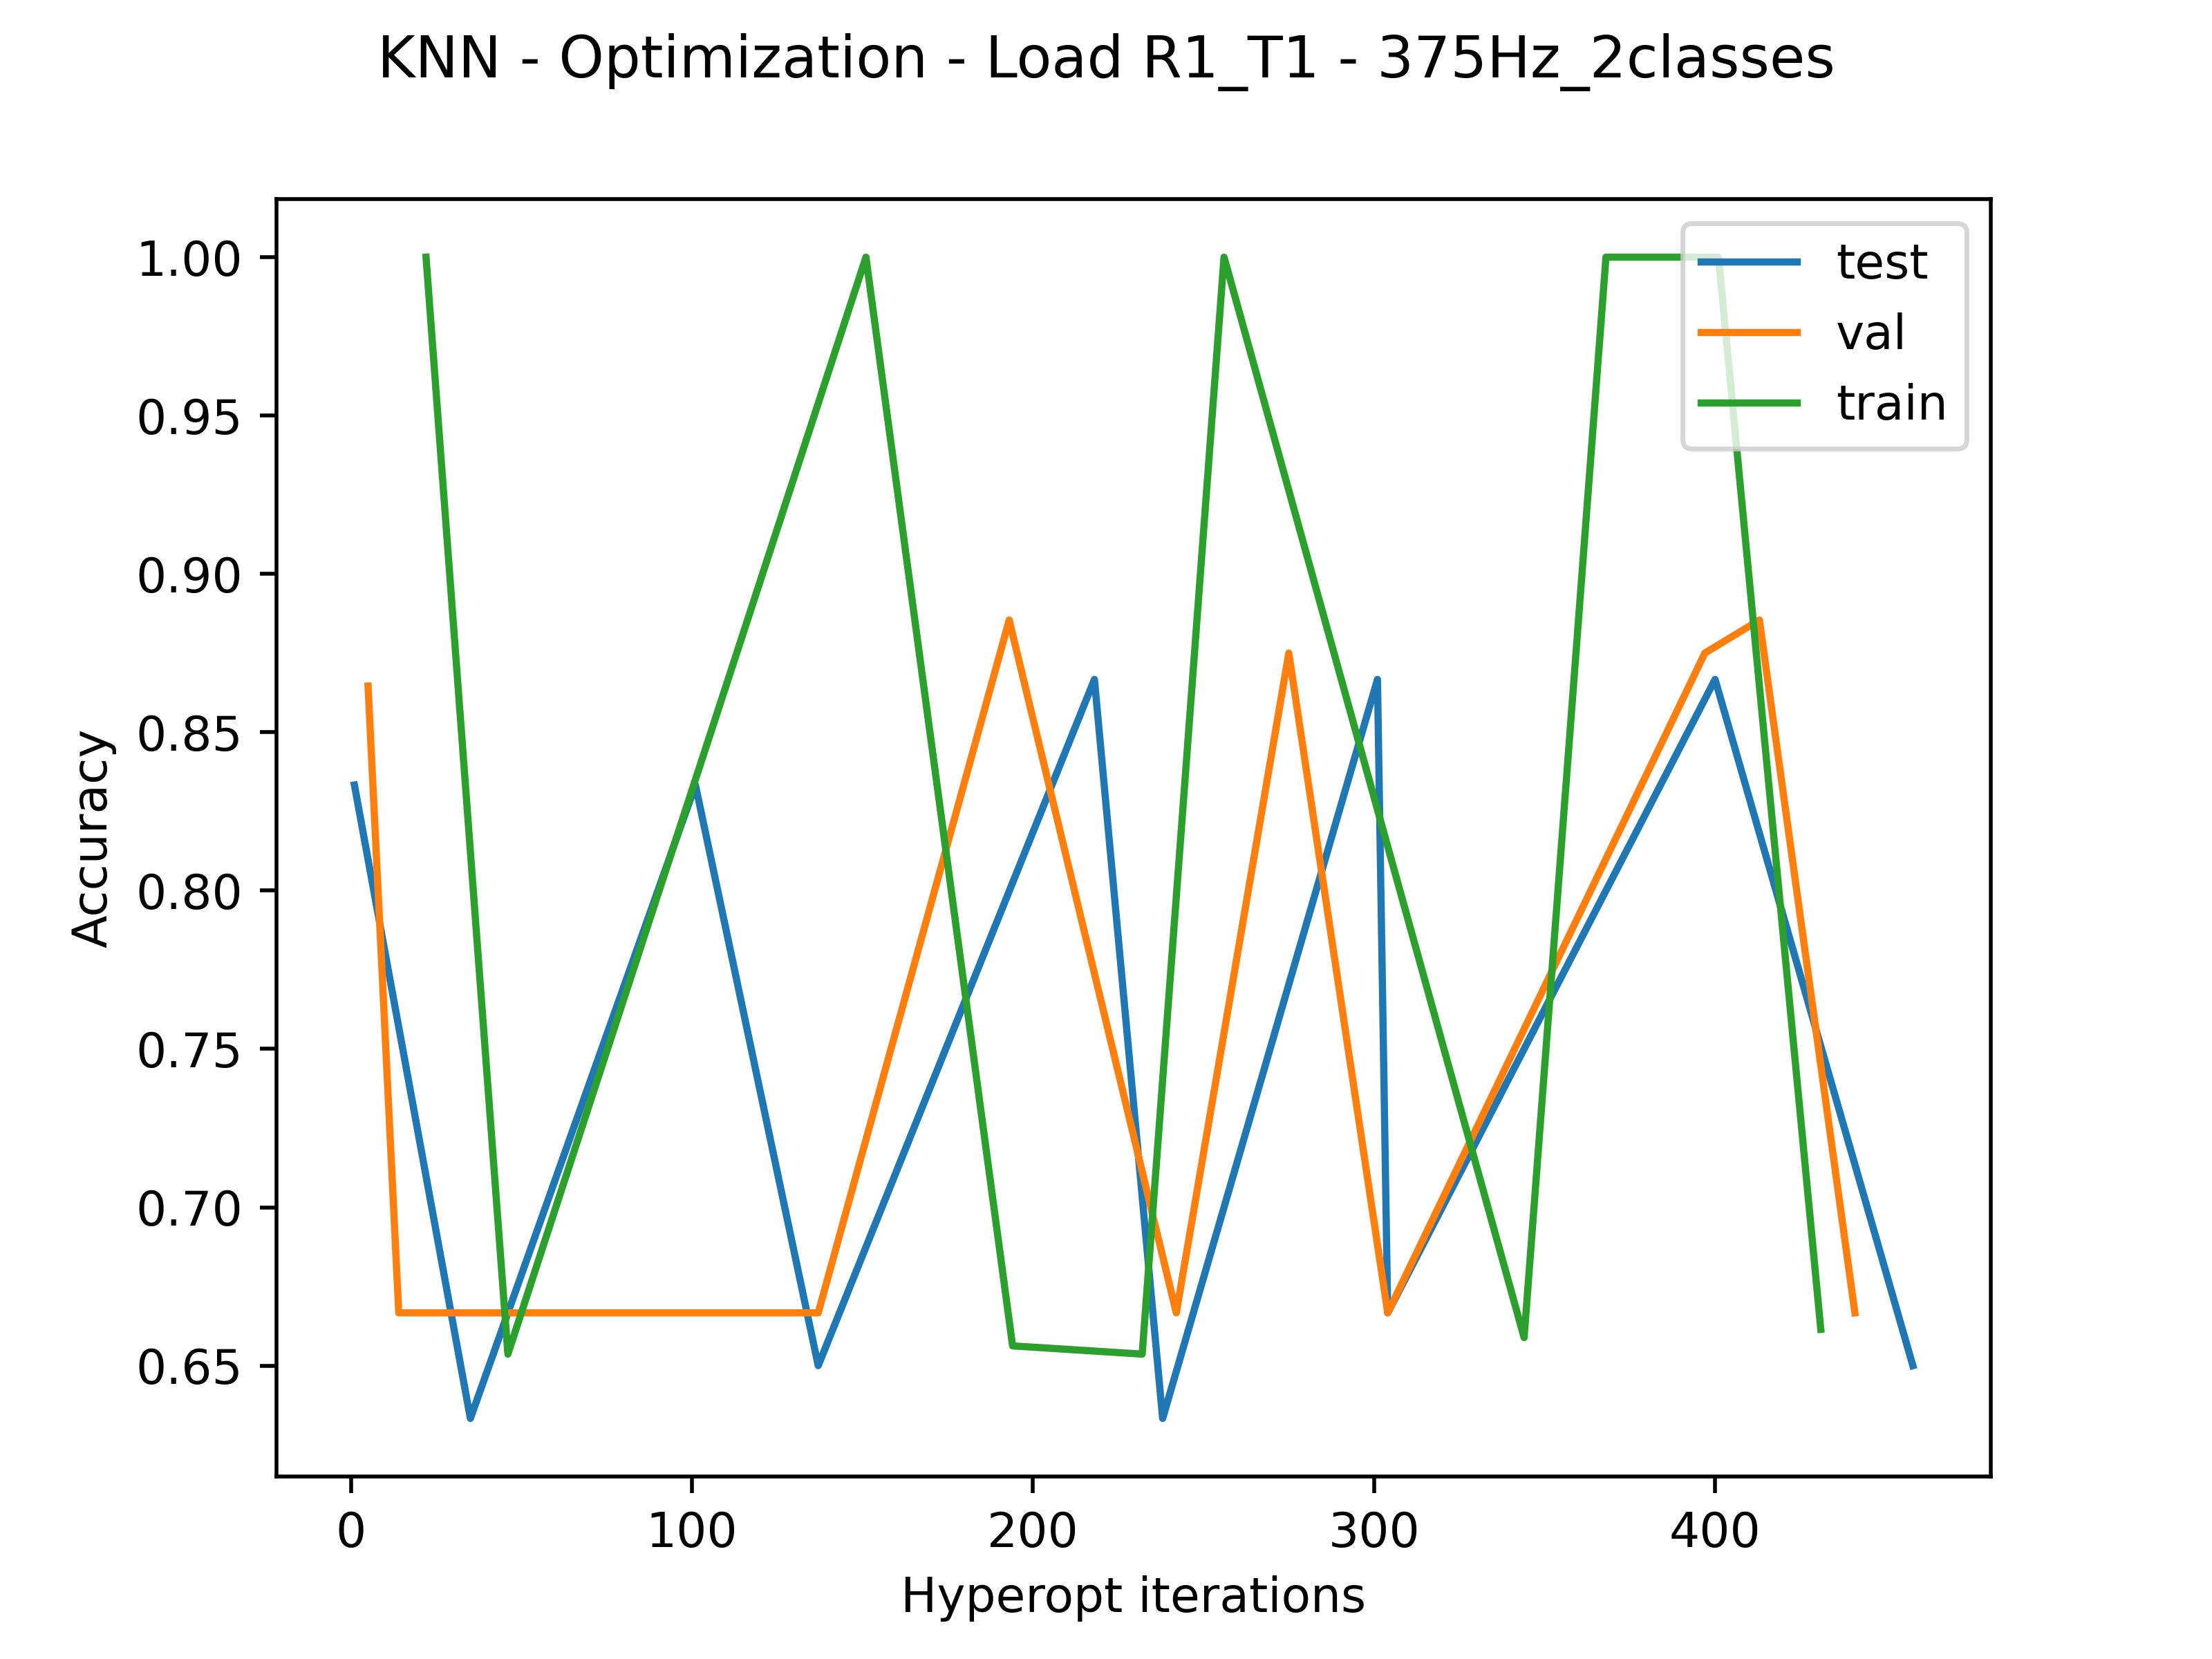 KNN - Optimization - Load R1_T1 - 375Hz_2classes
test
val
train
1.00
0.95
0.90
0.85
0.80
0.75
0.70
0.65
Accuracy
0 100 200 300 400
Hyperopt iterations